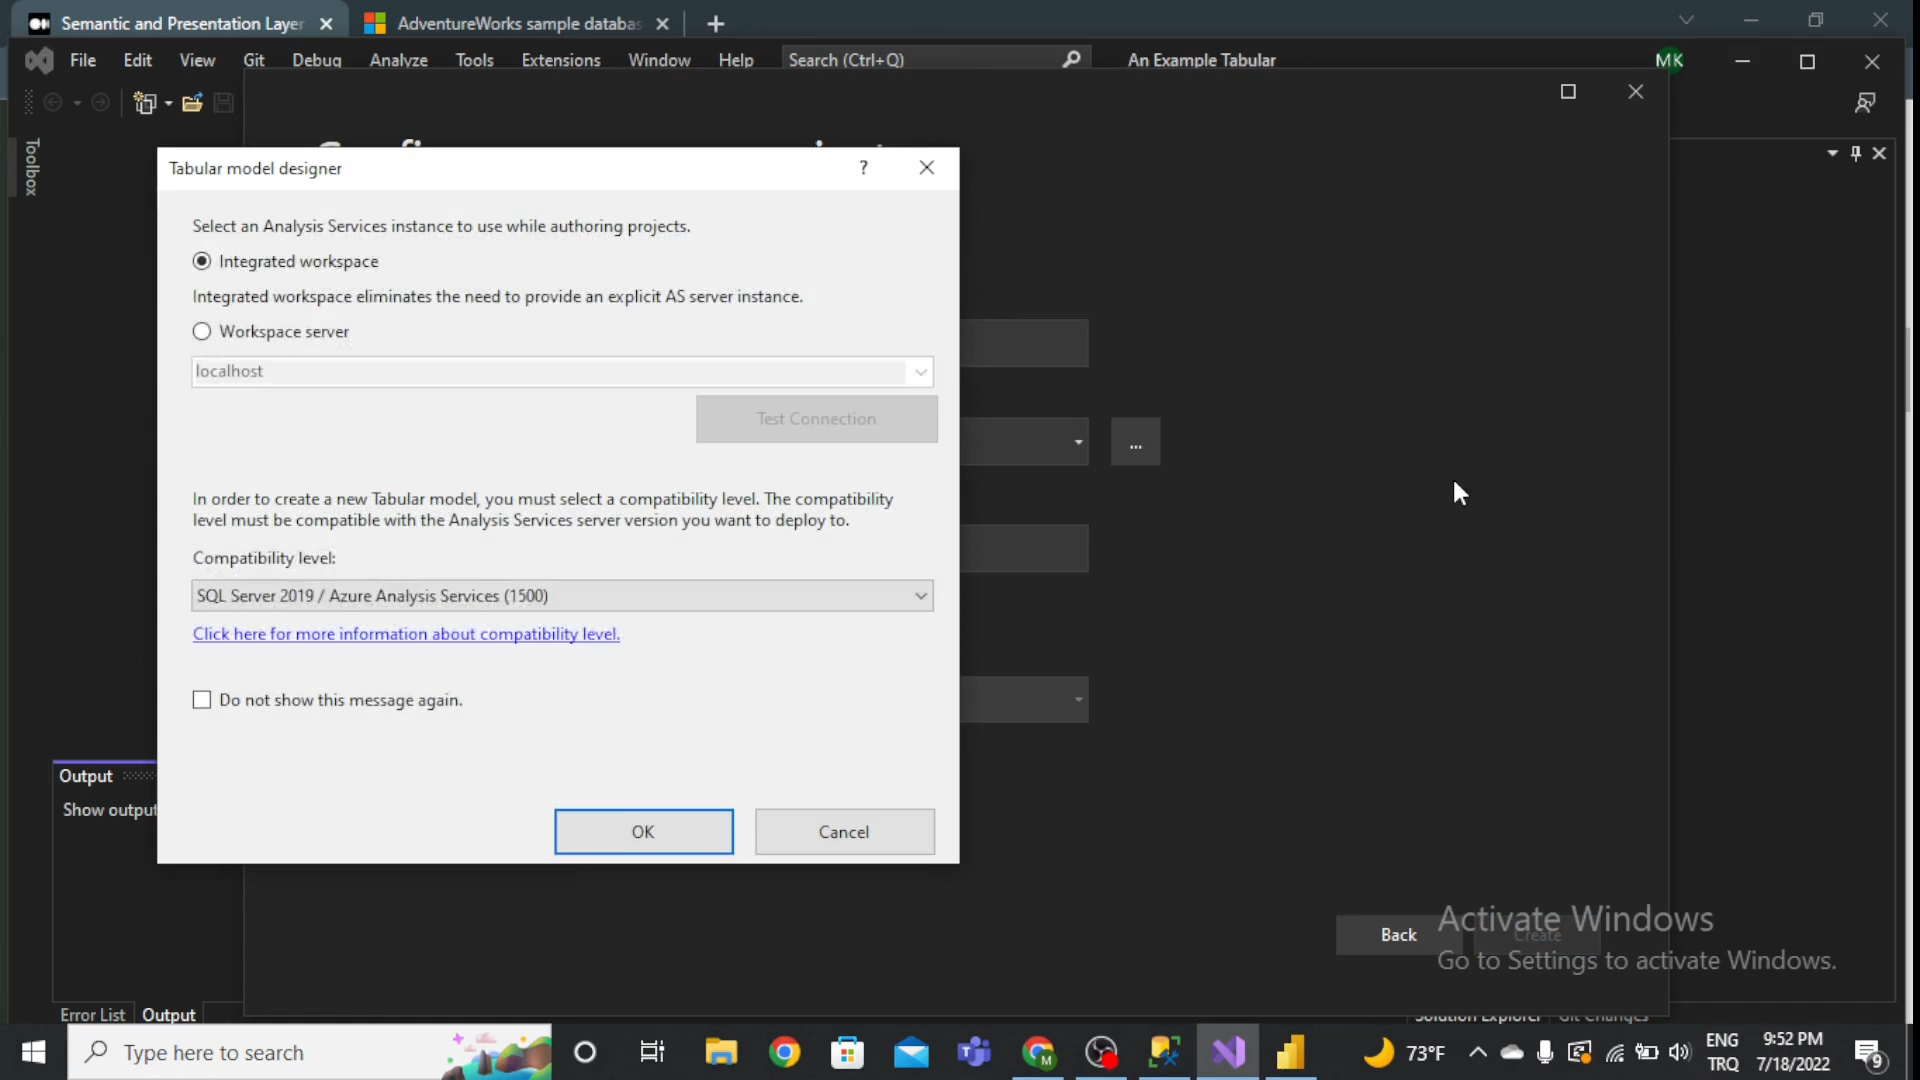 Semantic and Presentation Layer
AdventureWorks sample databas
File Edit View Git Debug Analyze Tools Extensions Window Help Search (Ctrl+Q) An Example Tabular MK
Toolbox
Tabular model designer ?
Select an Analysis Services instance to use while authoring projects.
Integrated workspace
Integrated workspace eliminates the need to provide an explicit AS server instance.
Workspace server
localhost
Test Connection
...
In order to create a new Tabular model, you must select a compatibility level. The compatibility
level must be compatible with the Analysis Services server version you want to deploy to.
Compatibility level:
SQL Server 2019 / Azure Analysis Services (1500)
Click here for more information about compatibility level.
Do not show this message again.
Output
Show output
OK Cancel
Back Create
Activate Windows
Go to Settings to activate Windows.
Error List Output
Solution Explorer Git Changes
Type here to search
73°F
ENG
TRQ
9:52 PM
7/18/2022
9